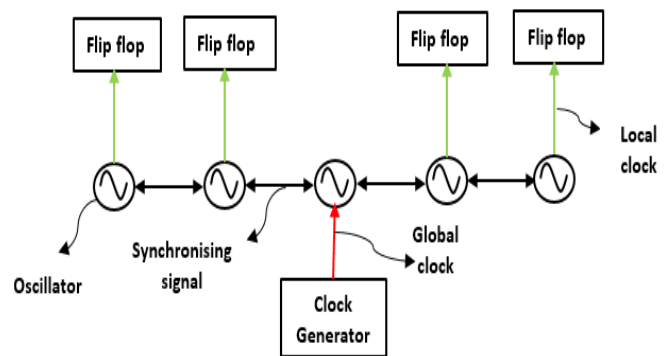 Flip flop
Flip flop
Flip flop
Flip flop
Local
clock
Oscillator
Synchronising
signal
Global
clock
Clock
Generator